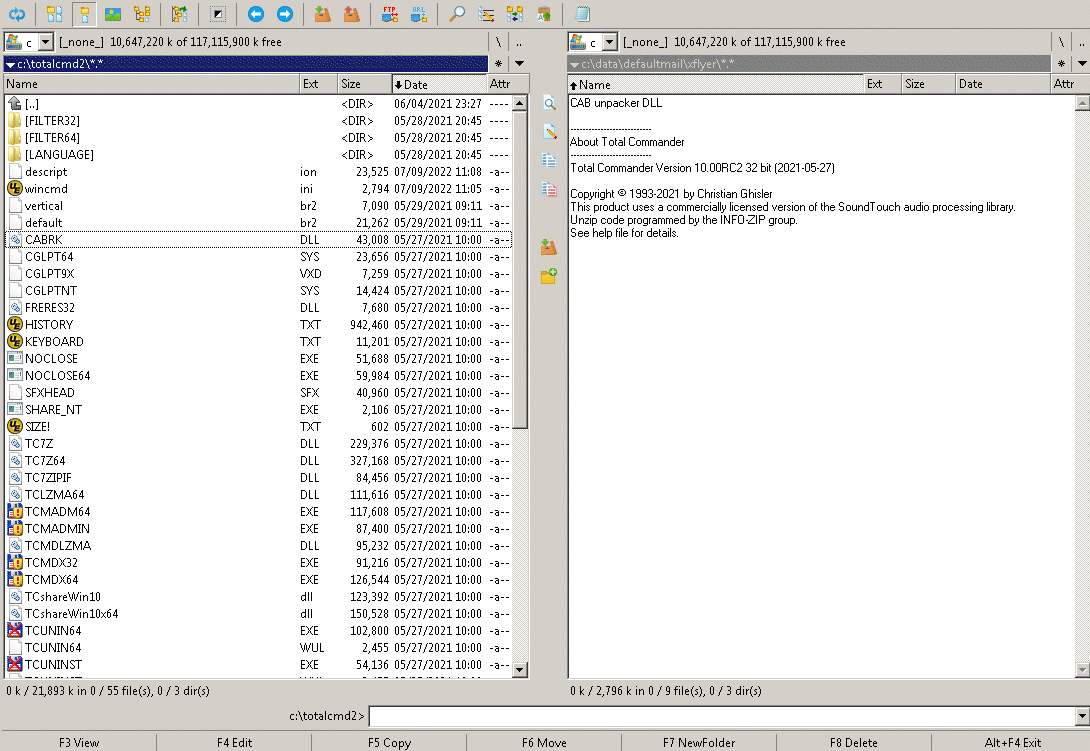 FTP URL
c [_none_] 10,647,220 k of 117,115,900 k free \ ..
c [_none_] 10,647,220 k of 117,115,900 k free \ ..
c:\totalcmd2\*.* *
c:\data\defaultmail\xflyer\*.* *
Name Ext Size Date Attr
[..] <DIR> 06/04/2021 23:27 ----
[FILTER32] <DIR> 05/28/2021 20:45 ----
[FILTER64] <DIR> 05/28/2021 20:45 ----
[LANGUAGE] <DIR> 05/28/2021 20:45 ----
descript ion 23,525 07/09/2022 11:08 -a--
wincmd ini 2,794 07/09/2022 11:05 -a--
vertical br2 7,090 05/29/2021 09:11 -a--
default br2 21,262 05/29/2021 09:11 -a--
CABRK DLL 43,008 05/27/2021 10:00 -a--
CGLPT64 SYS 23,656 05/27/2021 10:00 -a--
CGLPT9X VXD 7,259 05/27/2021 10:00 -a--
CGLPTNT SYS 14,424 05/27/2021 10:00 -a--
FRERES32 DLL 7,680 05/27/2021 10:00 -a--
HISTORY TXT 942,460 05/27/2021 10:00 -a--
KEYBOARD TXT 11,201 05/27/2021 10:00 -a--
NOCLOSE EXE 51,688 05/27/2021 10:00 -a--
NOCLOSE64 EXE 59,984 05/27/2021 10:00 -a--
SFXHEAD SFX 40,960 05/27/2021 10:00 -a--
SHARE_NT EXE 2,106 05/27/2021 10:00 -a--
SIZE! TXT 602 05/27/2021 10:00 -a--
TC7Z DLL 229,376 05/27/2021 10:00 -a--
TC7Z64 DLL 327,168 05/27/2021 10:00 -a--
TC7ZIPIF DLL 84,456 05/27/2021 10:00 -a--
TCLZMA64 DLL 111,616 05/27/2021 10:00 -a--
TCMADM64 EXE 117,608 05/27/2021 10:00 -a--
TCMADMIN EXE 87,400 05/27/2021 10:00 -a--
TCMDLZMA DLL 95,232 05/27/2021 10:00 -a--
TCMDX32 EXE 91,216 05/27/2021 10:00 -a--
TCMDX64 EXE 126,544 05/27/2021 10:00 -a--
TCshareWin10 dll 123,392 05/27/2021 10:00 -a--
TCshareWin10x64 dll 150,528 05/27/2021 10:00 -a--
TCUNIN64 EXE 102,800 05/27/2021 10:00 -a--
TCUNIN64 WUL 2,455 05/27/2021 10:00 -a--
TCUNINST EXE 54,136 05/27/2021 10:00 -a--
0 k / 21,893 k in 0 / 55 file(s), 0 / 3 dir(s)
Name Ext Size Date Attr
CAB unpacker DLL
---------------------------
About Total Commander
---------------------------
Total Commander Version 10.00RC2 32 bit (2021-05-27)
Copyright © 1993-2021 by Christian Ghisler
This product uses a commercially licensed version of the SoundTouch audio processing library.
Unzip code programmed by the INFO-ZIP group.
See help file for details.
0 k / 2,796 k in 0 / 9 file(s), 0 / 3 dir(s)
c:\totalcmd2>
F3 View F4 Edit F5 Copy F6 Move F7 NewFolder F8 Delete Alt+F4 Exit